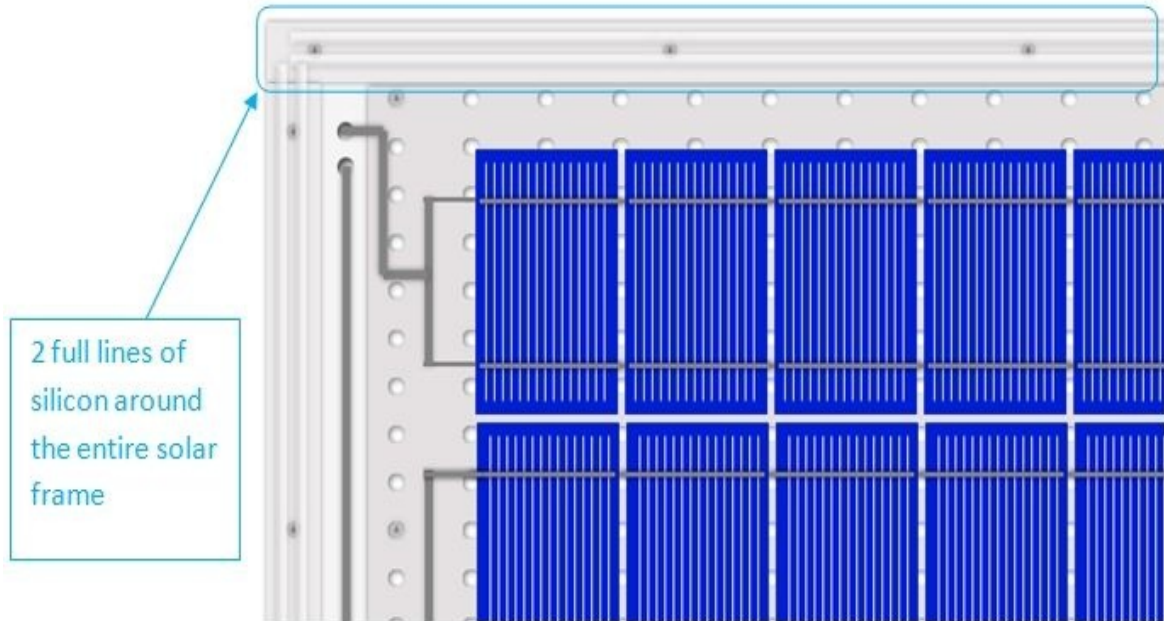 2 full lines of
silicon around
the entire solar
frame